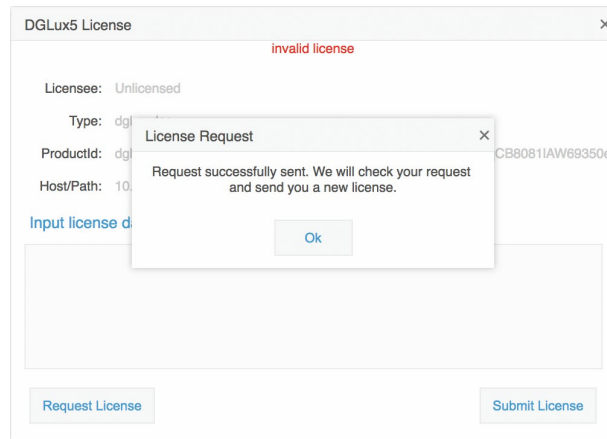 DGLux5 License
invalid license
Licensee: Unlicensed
Type:
License Request
ProductId:
CB8081IAW69350
Request successfully sent. We will check your request
and send you a new license.
Host/Path: 10.
Input license
Ok
Request License
Submit License